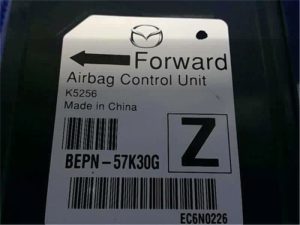 Forward
Airbag Control Unit
K5256
Made in China
BEPN-57K30G
Z
EC6N0226